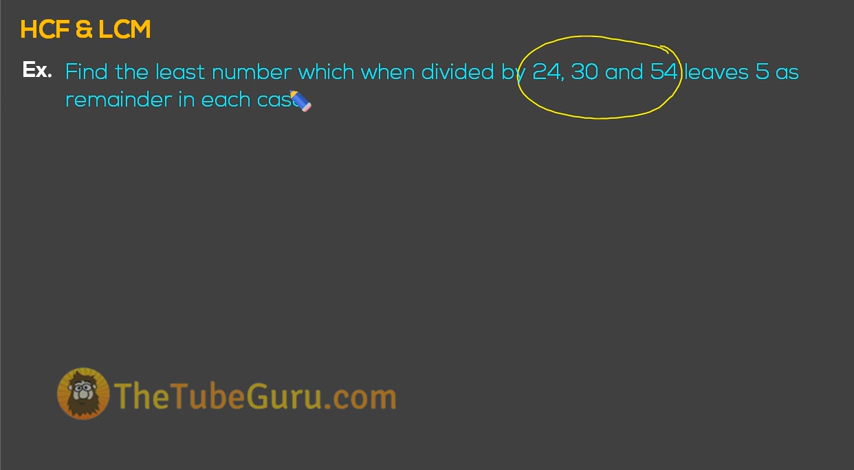 HCF & LCM
Ex. Find the least number which when divided by 24, 30 and 54 leaves 5 as
remainder in each case
TheTubeGuru.com